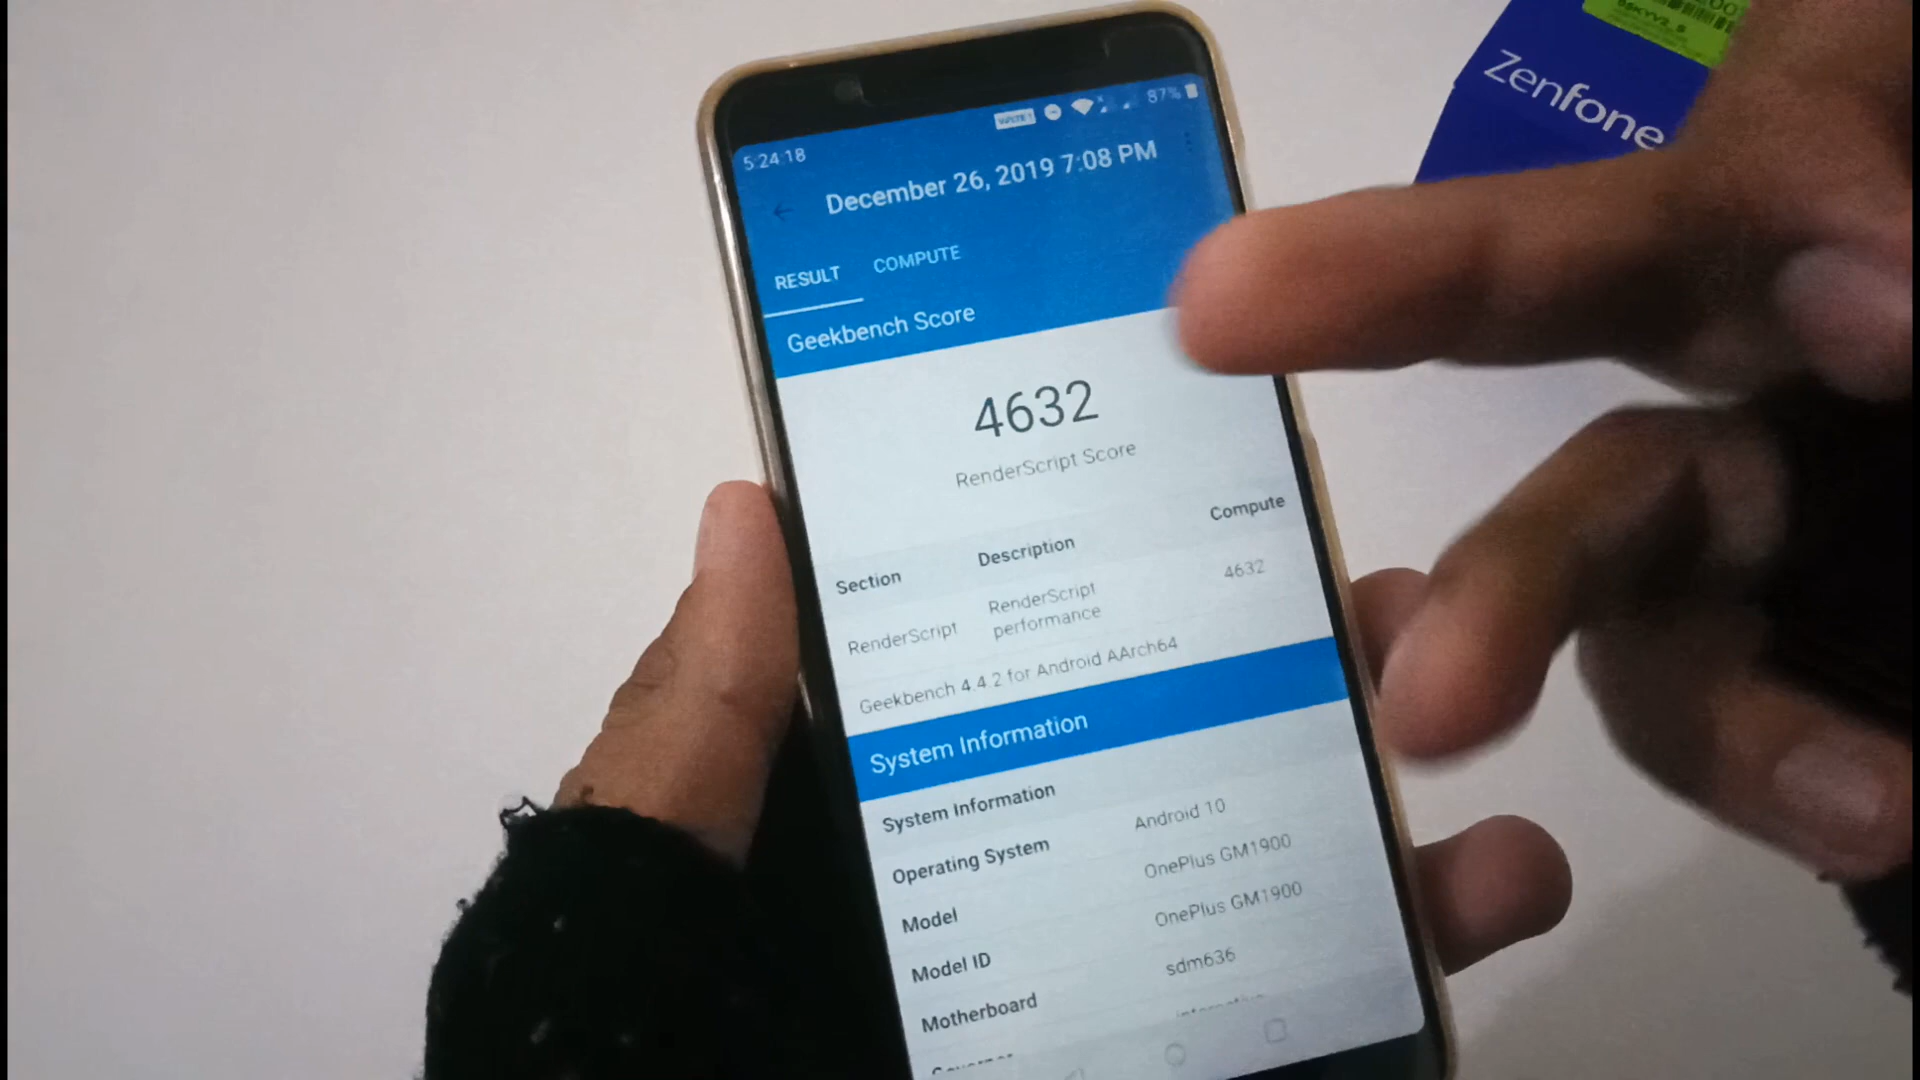 Zenfone
5:24:18
87%
December 26, 2019 7:08 PM
RESULT
COMPUTE
Geekbench Score
4632
RenderScript Score
Section
Description
Compute
RenderScript
RenderScript
performance
4632
Geekbench 4.4.2 for Android AArch64
System Information
System Information
Operating System
Android 10
Model
OnePlus GM1900
Model ID
OnePlus GM1900
Motherboard
sdm636